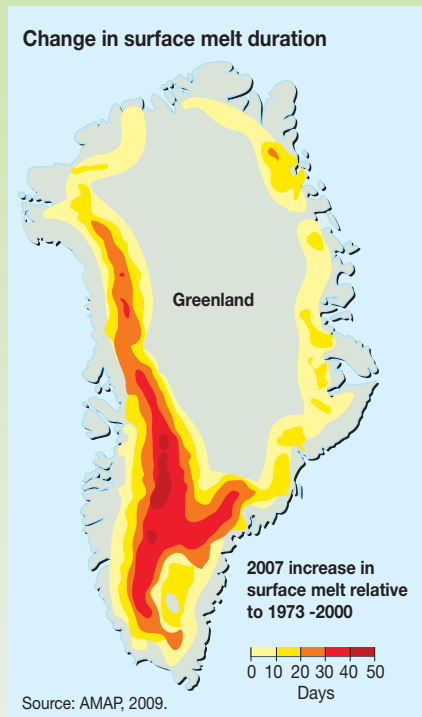 Change in surface melt duration
Greenland
2007 increase in
surface melt relative
to 1973 -2000
0 10 20 30 40 50
Days
Source: AMAP, 2009.